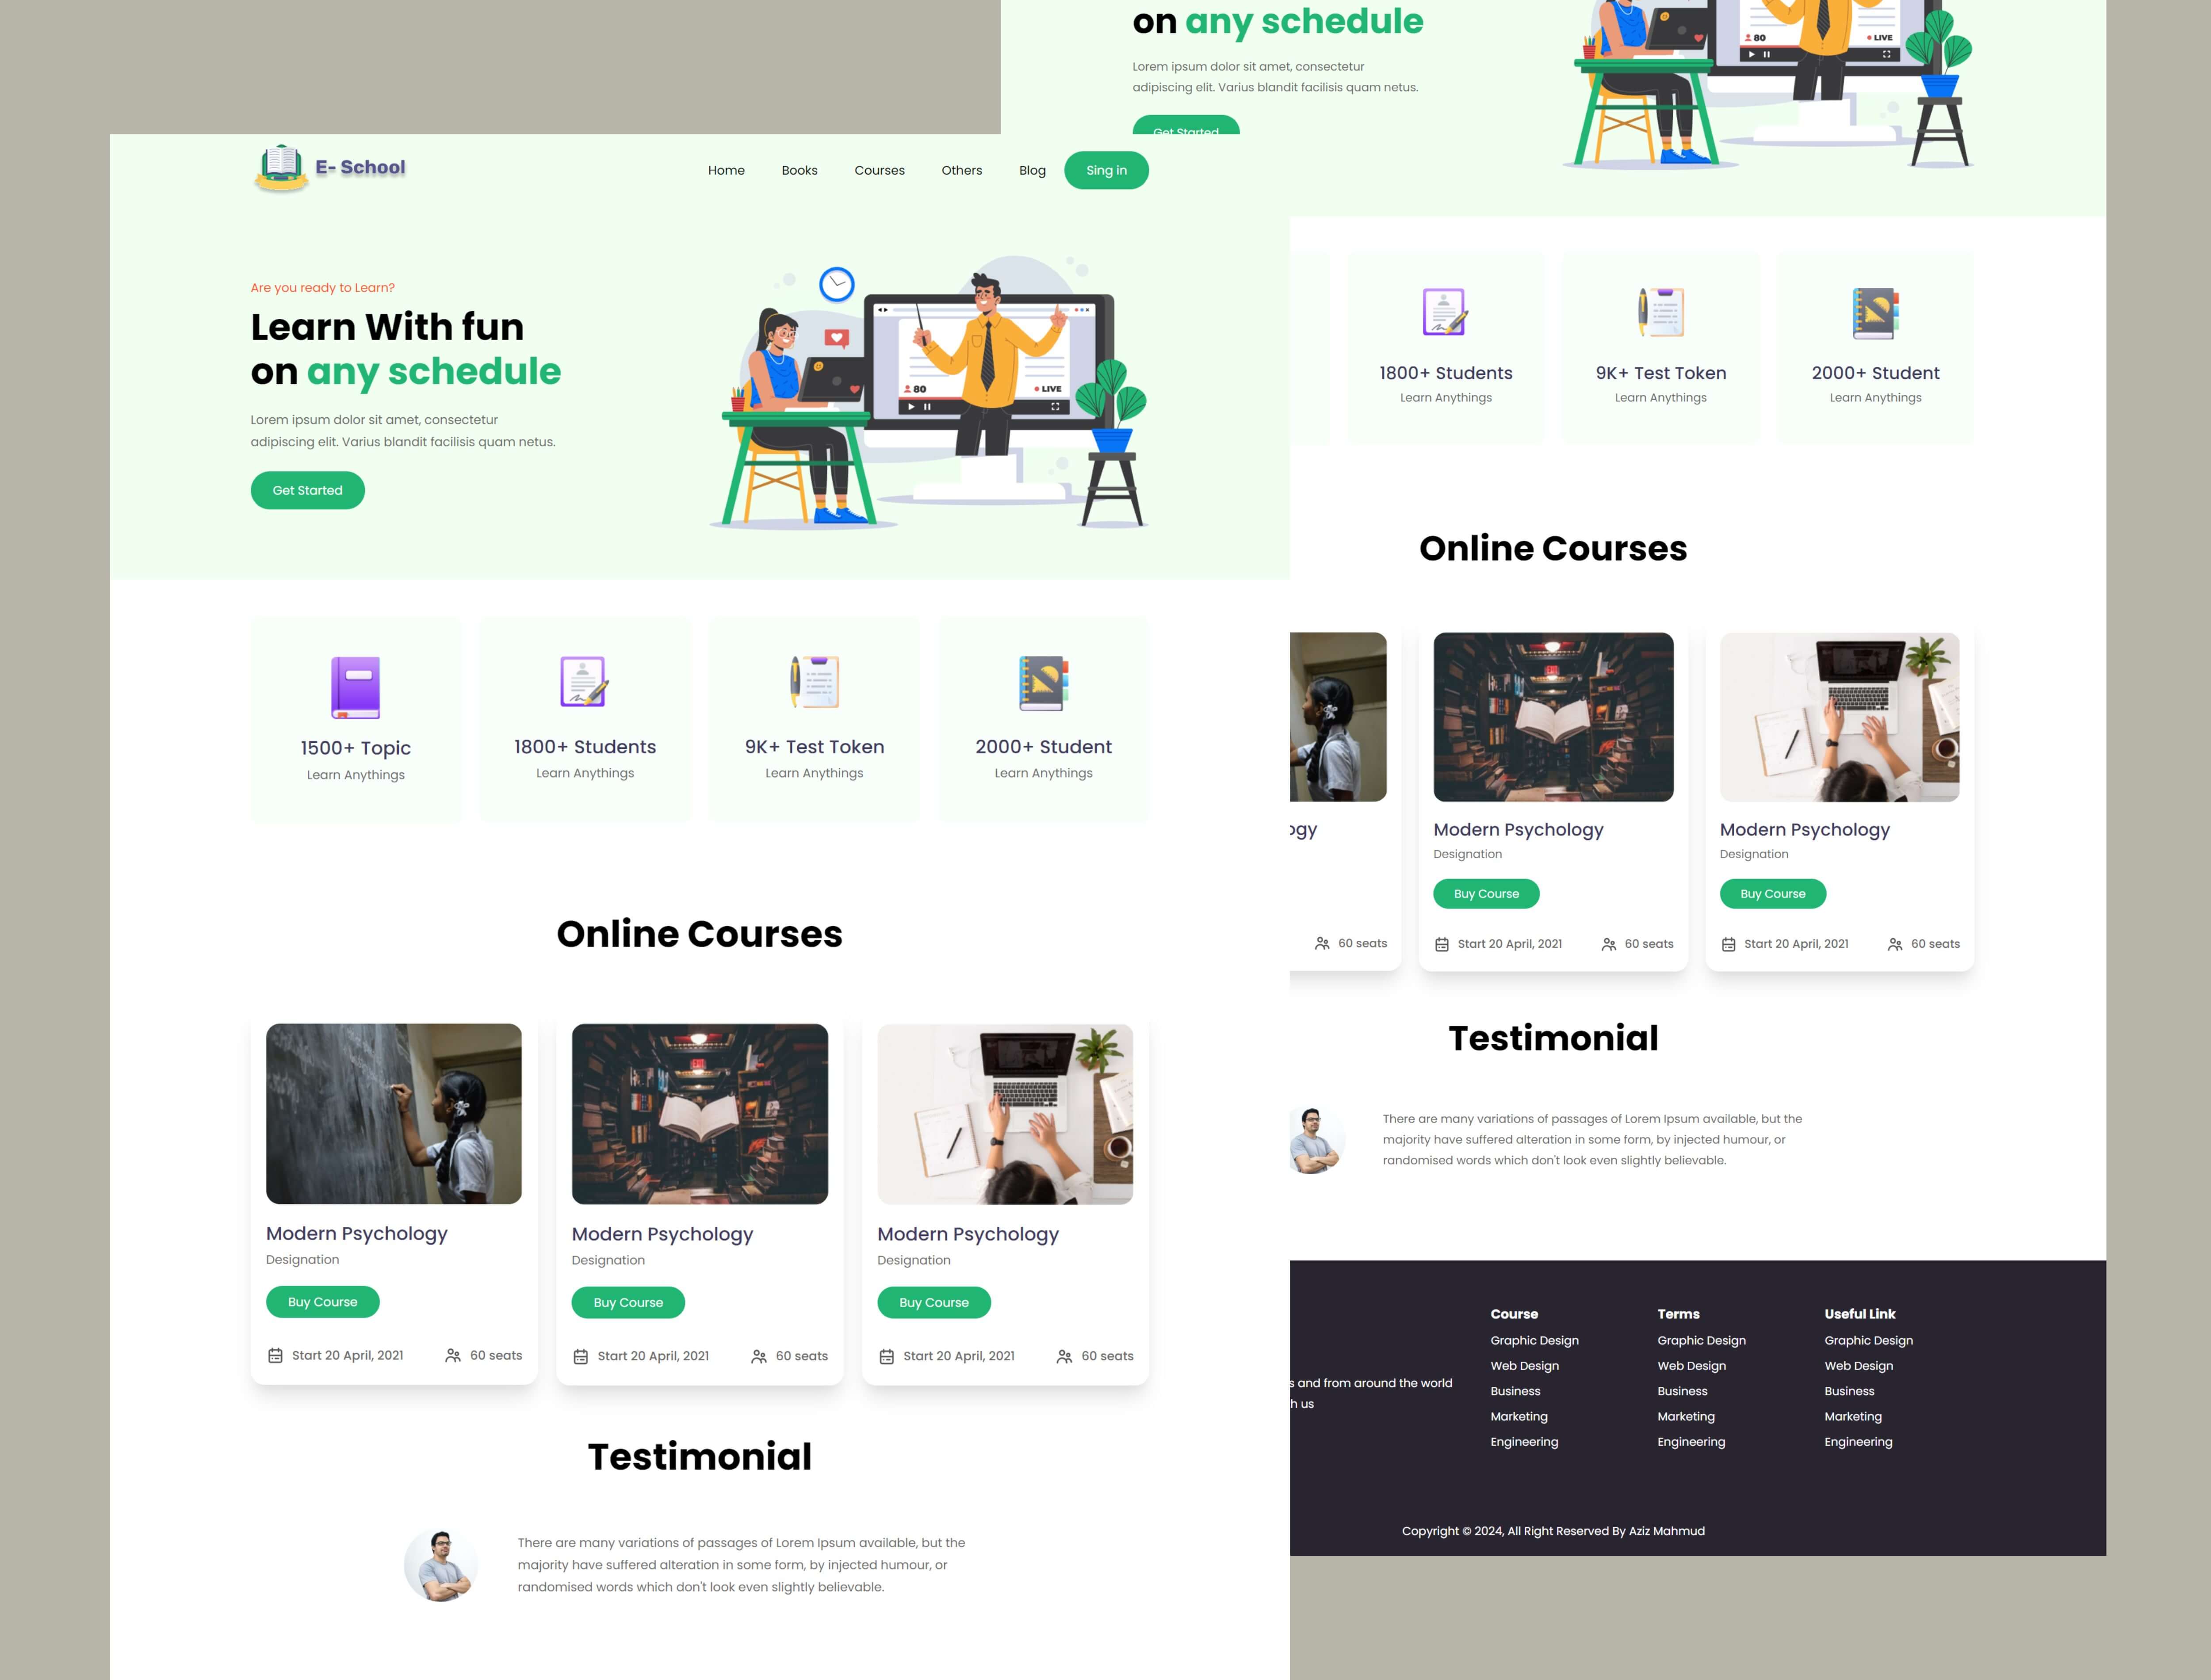 E- School
Home
Books
Courses
Others
Blog
Sing in
Are you ready to Learn?
Learn With fun
on any schedule
Lorem ipsum dolor sit amet, consectetur
adipiscing elit. Varius blandit facilisis quam netus.
Get Started
80
LIVE
1500+ Topic
Learn Anythings
1800+ Students
Learn Anythings
9K+ Test Token
Learn Anythings
2000+ Student
Learn Anythings
Online Courses
Modern Psychology
Designation
Buy Course
Start 20 April, 2021
60 seats
Modern Psychology
Designation
Buy Course
Start 20 April, 2021
60 seats
Modern Psychology
Designation
Buy Course
Start 20 April, 2021
60 seats
Testimonial
There are many variations of passages of Lorem Ipsum available, but the
majority have suffered alteration in some form, by injected humour, or
randomised words which don't look even slightly believable.
on any schedule
Lorem ipsum dolor sit amet, consectetur
adipiscing elit. Varius blandit facilisis quam netus.
Get Started
80
LIVE
1800+ Students
Learn Anythings
9K+ Test Token
Learn Anythings
2000+ Student
Learn Anythings
Online Courses
ogy
60 seats
Modern Psychology
Designation
Buy Course
Start 20 April, 2021
60 seats
Modern Psychology
Designation
Buy Course
Start 20 April, 2021
60 seats
Testimonial
There are many variations of passages of Lorem Ipsum available, but the
majority have suffered alteration in some form, by injected humour, or
randomised words which don't look even slightly believable.
s and from around the world
h us
Course
Graphic Design
Web Design
Business
Marketing
Engineering
Terms
Graphic Design
Web Design
Business
Marketing
Engineering
Useful Link
Graphic Design
Web Design
Business
Marketing
Engineering
Copyright © 2024, All Right Reserved By Aziz Mahmud